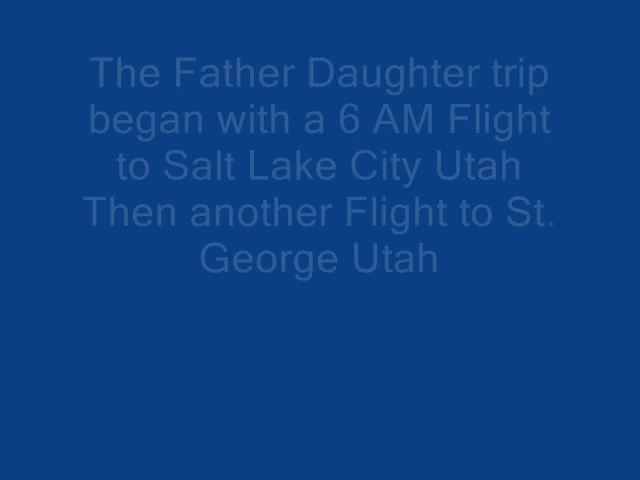 The Father Daughter trip
began with a 6 AM Flight
to Salt Lake City Utah
Then another Flight to St.
George Utah